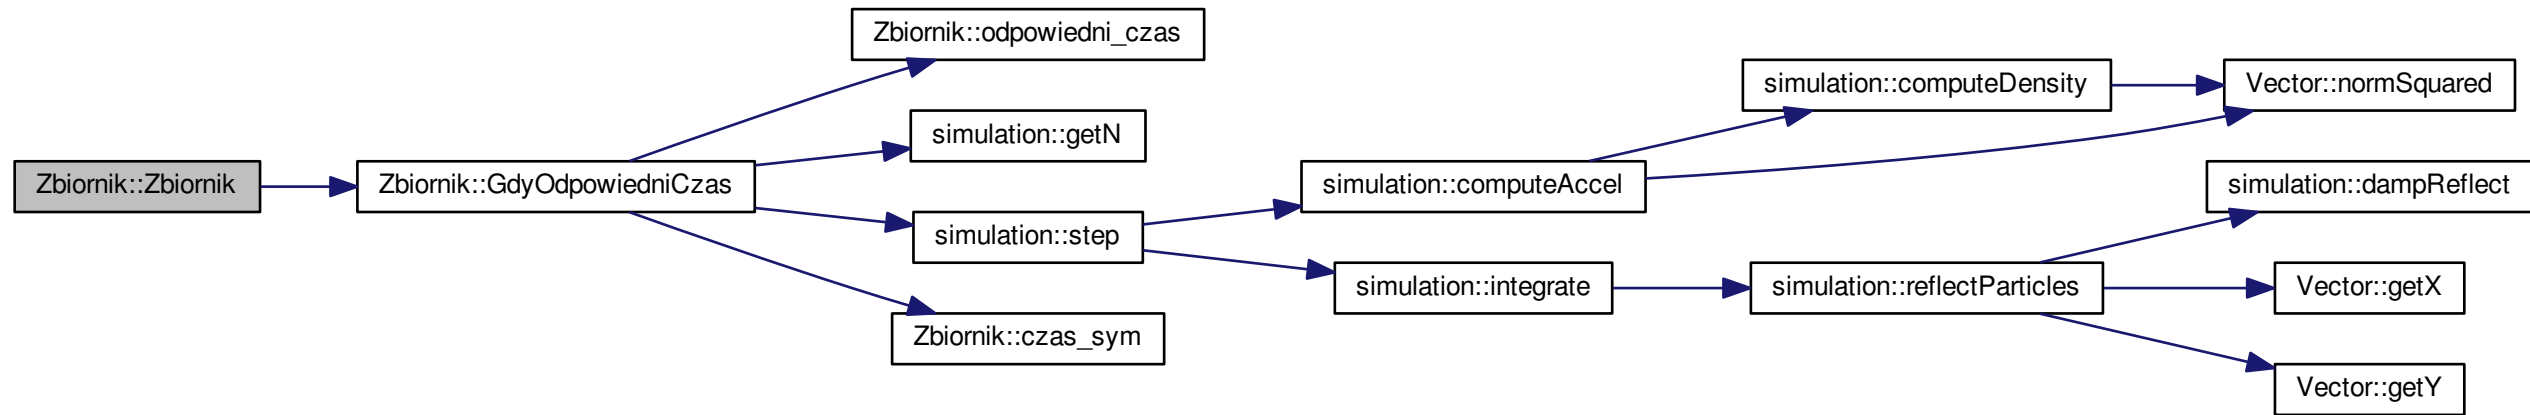 Zbiornik::Zbiornik
Zbiornik::GdyOdpowiedniCzas
Zbiornik::odpowiedni_czas
simulation::getN
simulation::step
Zbiornik::czas_sym
simulation::computeAccel
simulation::integrate
simulation::computeDensity
simulation::reflectParticles
Vector::normSquared
simulation::dampReflect
Vector::getX
Vector::getY